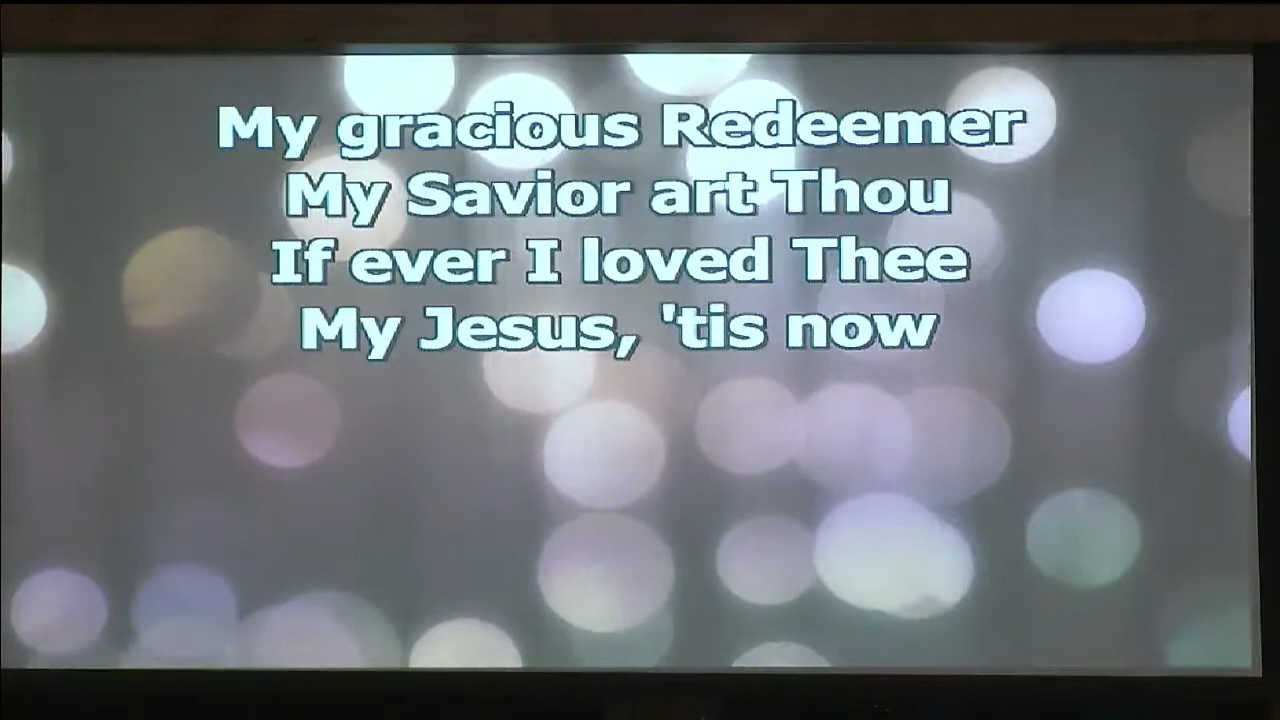 My gracious Redeemer
My Savior art Thou
If ever I loved Thee
My Jesus, 'tis now